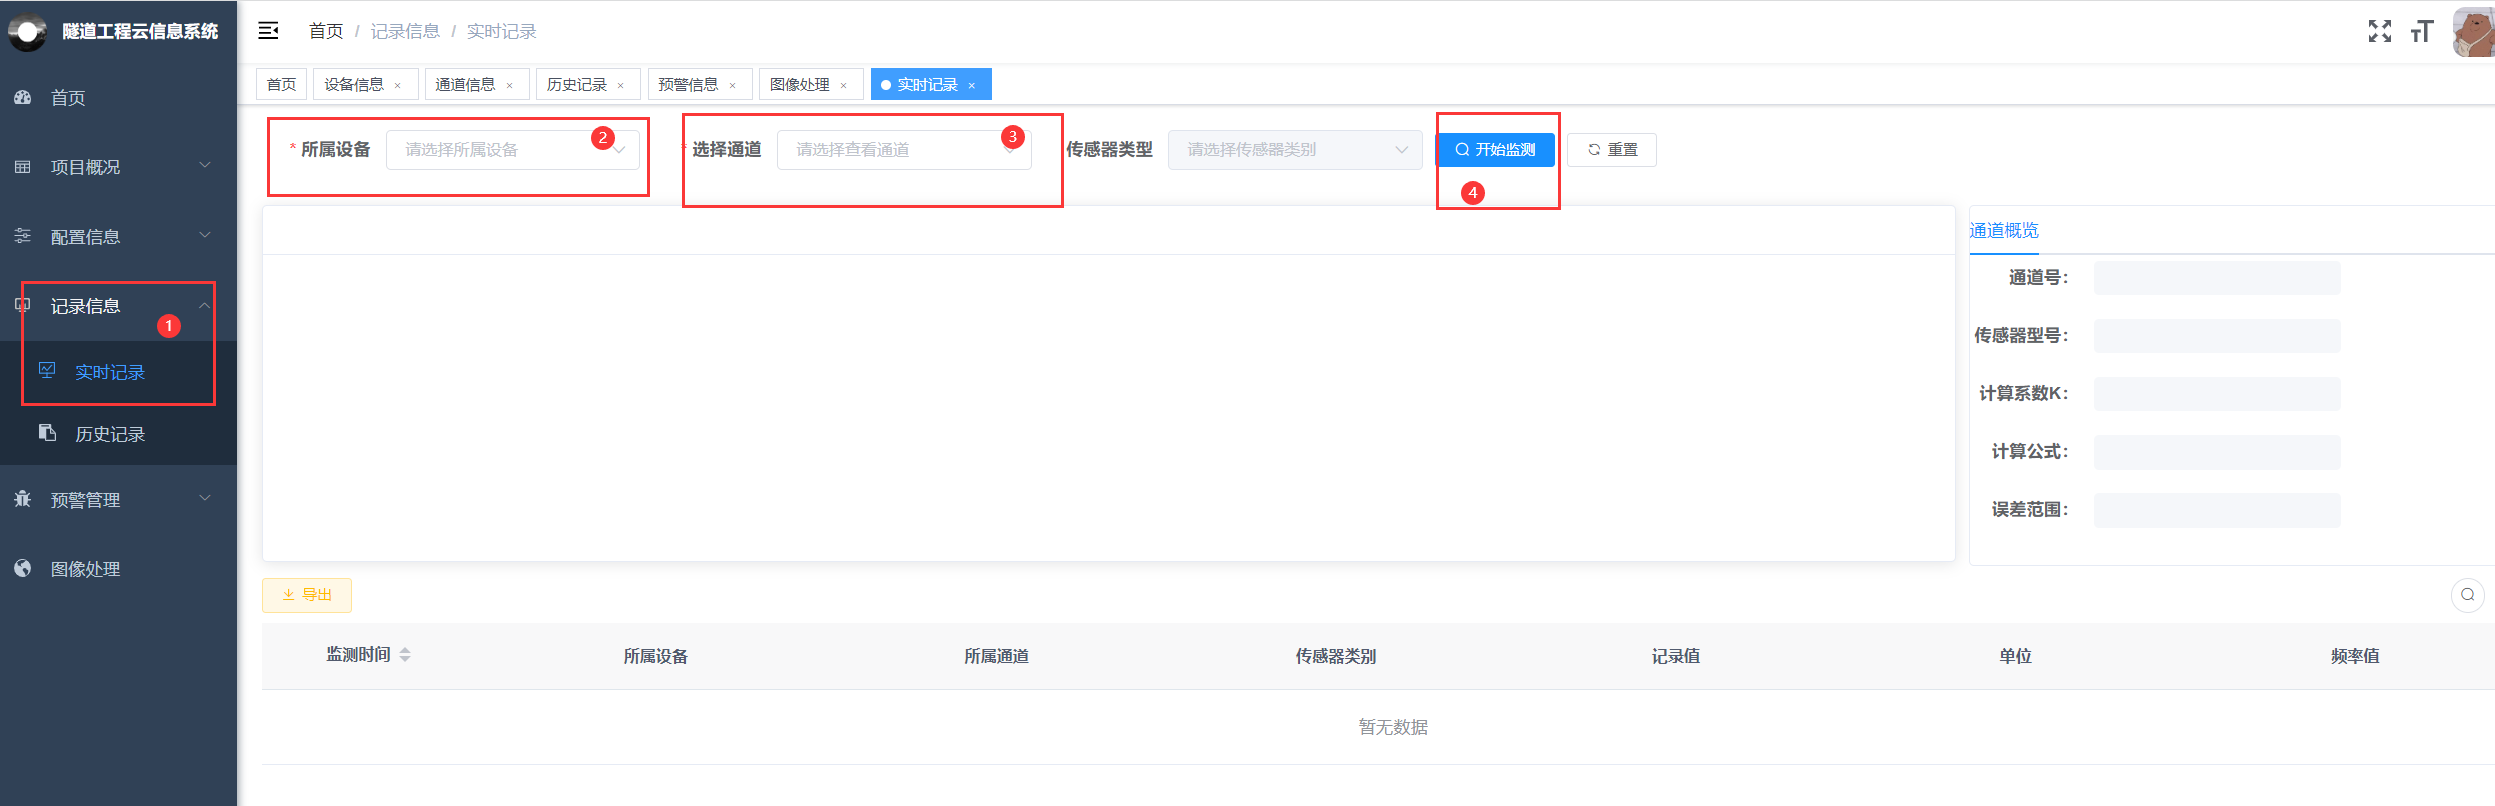 隧道工程云信息系统
首页 / 记录信息 / 实时记录
首页
项目概况
配置信息
记录信息
1
实时记录
历史记录
预警管理
图像处理
首页 设备信息 × 通道信息 × 历史记录 × 预警信息 × 图像处理 × 实时记录 ×
* 所属设备 请选择所属设备 2 * 选择通道 请选择查看通道 3 传感器类型 请选择传感器类别 开始监测 重置
4
通道概览
通道号：
传感器型号：
计算系数K：
计算公式：
误差范围：
导出
监测时间 所属设备 所属通道 传感器类别 记录值 单位 频率值
暂无数据